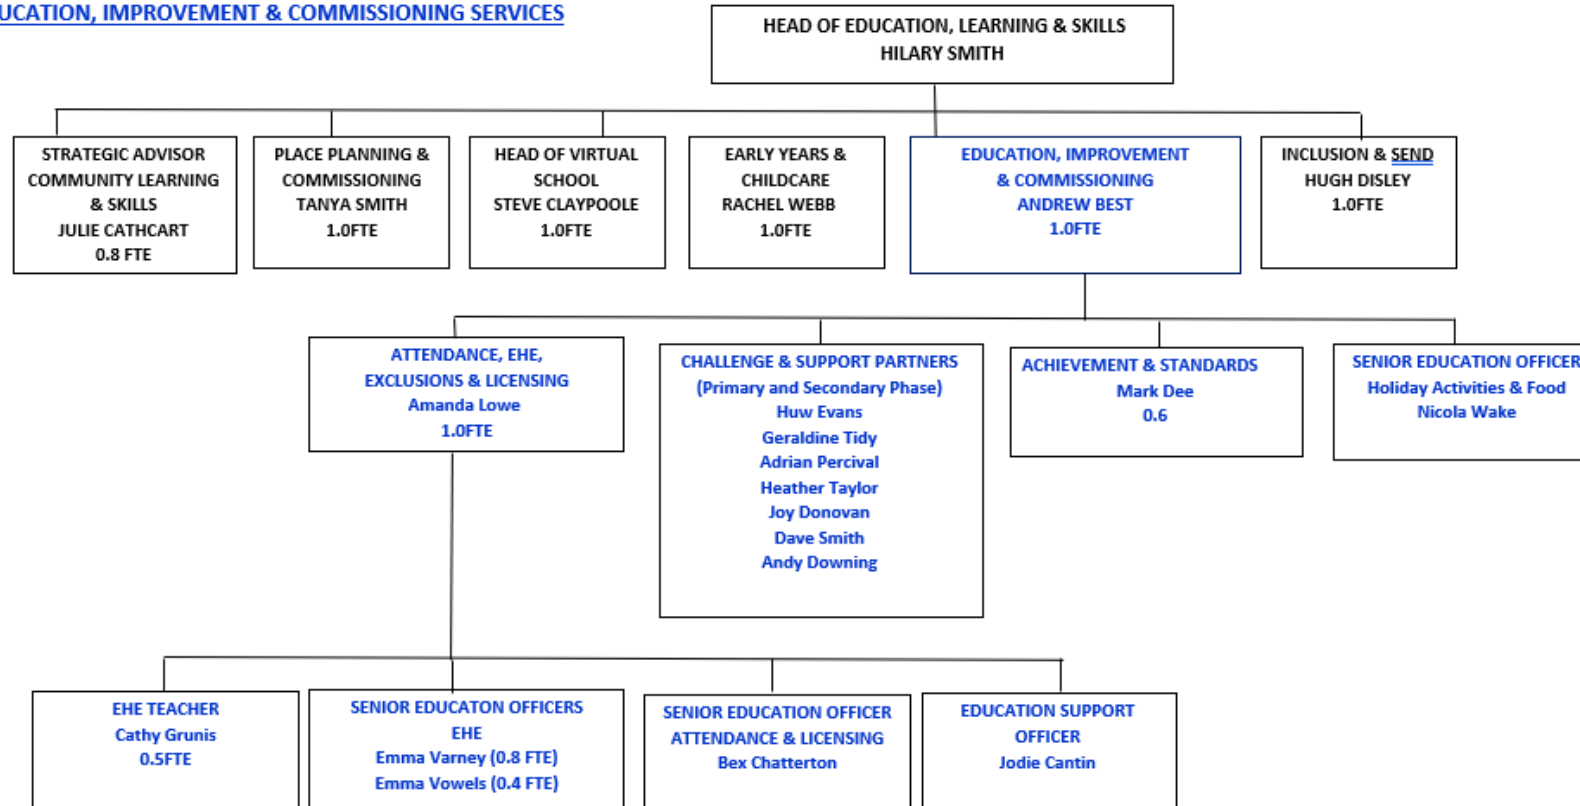 UCATION, IMPROVEMENT & COMMISSIONING SERVICES
HEAD OF EDUCATION, LEARNING & SKILLS
HILARY SMITH
STRATEGIC ADVISOR
COMMUNITY LEARNING
& SKILLS
JULIE CATHCART
0.8 FTE
PLACE PLANNING &
COMMISSIONING
TANYA SMITH
1.0FTE
HEAD OF VIRTUAL
SCHOOL
STEVE CLAYPOOLE
1.0FTE
EARLY YEARS &
CHILDCARE
RACHEL WEBB
1.0FTE
EDUCATION, IMPROVEMENT
& COMMISSIONING
ANDREW BEST
1.0FTE
INCLUSION & SEND
HUGH DISLEY
1.0FTE
ATTENDANCE, EHE,
EXCLUSIONS & LICENSING
Amanda Lowe
1.0FTE
CHALLENGE & SUPPORT PARTNERS
(Primary and Secondary Phase)
Huw Evans
Geraldine Tidy
Adrian Percival
Heather Taylor
Joy Donovan
Dave Smith
Andy Downing
ACHIEVEMENT & STANDARDS
Mark Dee
0.6
SENIOR EDUCATION OFFICER
Holiday Activities & Food
Nicola Wake
EHE TEACHER
Cathy Grunis
0.5FTE
SENIOR EDUCATON OFFICERS
EHE
Emma Varney (0.8 FTE)
Emma Vowels (0.4 FTE)
SENIOR EDUCATION OFFICER
ATTENDANCE & LICENSING
Bex Chatterton
EDUCATION SUPPORT
OFFICER
Jodie Cantin